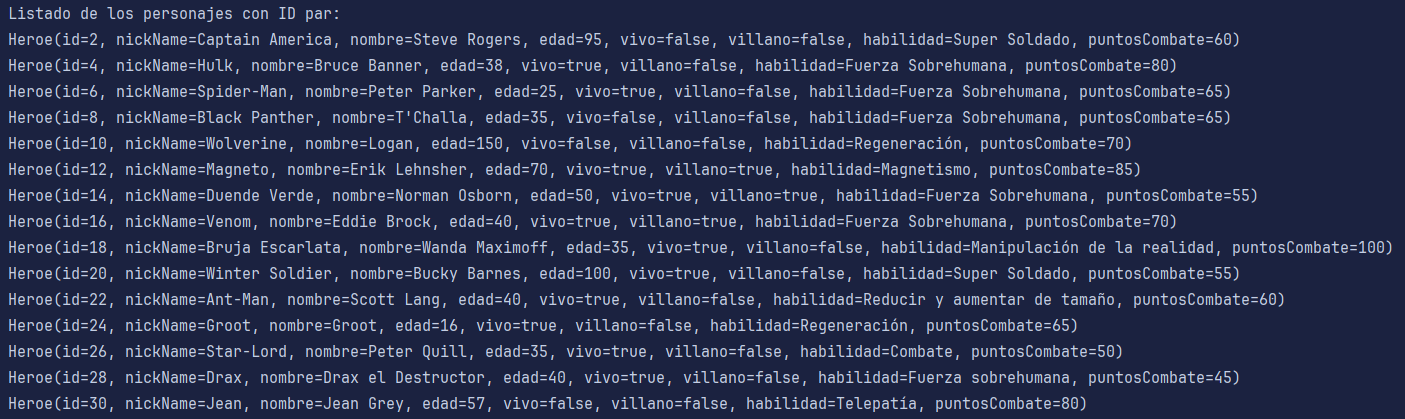 Listado de los personajes con ID par:
Heroe(id=2, nickName=Captain America, nombre=Steve Rogers, edad=95, vivo=false, villano=false, habilidad=Super Soldado, puntosCombate=60)
Heroe(id=4, nickName=Hulk, nombre=Bruce Banner, edad=38, vivo=true, villano=false, habilidad=Fuerza Sobrehumana, puntosCombate=80)
Heroe(id=6, nickName=Spider-Man, nombre=Peter Parker, edad=25, vivo=true, villano=false, habilidad=Fuerza Sobrehumana, puntosCombate=65)
Heroe(id=8, nickName=Black Panther, nombre=T'Challa, edad=35, vivo=false, villano=false, habilidad=Fuerza Sobrehumana, puntosCombate=65)
Heroe(id=10, nickName=Wolverine, nombre=Logan, edad=150, vivo=false, villano=false, habilidad=Regeneración, puntosCombate=70)
Heroe(id=12, nickName=Magneto, nombre=Erik Lehnsher, edad=70, vivo=true, villano=true, habilidad=Magnetismo, puntosCombate=85)
Heroe(id=14, nickName=Duende Verde, nombre=Norman Osborn, edad=50, vivo=true, villano=true, habilidad=Fuerza Sobrehumana, puntosCombate=55)
Heroe(id=16, nickName=Venom, nombre=Eddie Brock, edad=40, vivo=true, villano=true, habilidad=Fuerza Sobrehumana, puntosCombate=70)
Heroe(id=18, nickName=Bruja Escarlata, nombre=Wanda Maximoff, edad=35, vivo=true, villano=false, habilidad=Manipulación de la realidad, puntosCombate=100)
Heroe(id=20, nickName=Winter Soldier, nombre=Bucky Barnes, edad=100, vivo=true, villano=false, habilidad=Super Soldado, puntosCombate=55)
Heroe(id=22, nickName=Ant-Man, nombre=Scott Lang, edad=40, vivo=true, villano=false, habilidad=Reducir y aumentar de tamaño, puntosCombate=60)
Heroe(id=24, nickName=Groot, nombre=Groot, edad=16, vivo=true, villano=false, habilidad=Regeneración, puntosCombate=65)
Heroe(id=26, nickName=Star-Lord, nombre=Peter Quill, edad=35, vivo=true, villano=false, habilidad=Combate, puntosCombate=50)
Heroe(id=28, nickName=Drax, nombre=Drax el Destructor, edad=40, vivo=true, villano=false, habilidad=Fuerza sobrehumana, puntosCombate=45)
Heroe(id=30, nickName=Jean, nombre=Jean Grey, edad=57, vivo=false, villano=false, habilidad=Telepatía, puntosCombate=80)